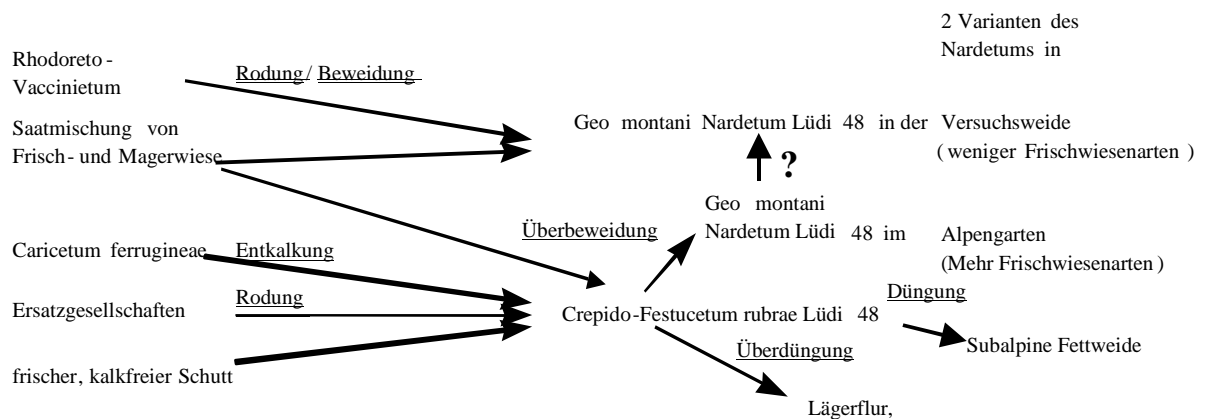 2 Varianten des
Nardetums in
Rhodoreto -
Vaccinietum
Rodung / Beweidung
Saatmischung von
Frisch- und Magerwiese
Geo montani Nardetum Lüdi 48 in der Versuchsweide
( weniger Frischwiesenarten )
?
Geo montani
Nardetum Lüdi 48 im Alpengarten
(Mehr Frischwiesenarten )
Überbeweidung
Caricetum ferrugineae Entkalkung
Ersatzgesellschaften Rodung
Crepido-Festucetum rubrae Lüdi 48
Düngung
Subalpine Fettweide
Überdüngung
frischer, kalkfreier Schutt
Lägerflur,